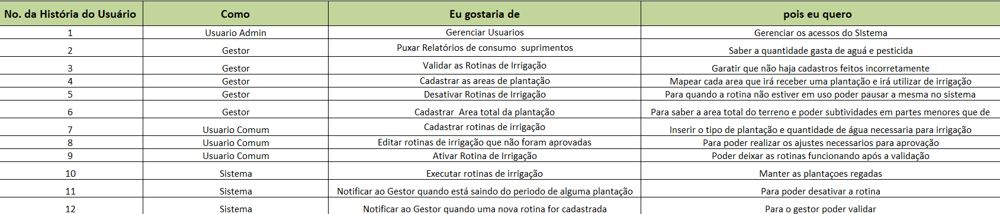 No. da História do Usuário Como Eu gostaria de pois eu quero
1 Usuario Admin Gerenciar Usuarios Gerenciar os acessos do SIstema
2 Gestor Puxar Relatórios de consumo suprimentos Saber a quantidade gasta de aguá e pesticida
3 Gestor Validar as Rotinas de Irrigação Garatir que não haja cadastros feitos incorretamente
4 Gestor Cadastrar as areas de plantação Mapear cada area que irá receber uma plantação e irá utilizar de irrigação
5 Gestor Desativar Rotinas de Irrigação Para quando a rotina não estiver em uso poder pausar a mesma no sistema
6 Gestor Cadastrar Area total da plantação Para saber a area total do terreno e poder subtividades em partes menores que de
7 Usuario Comum Cadastrar rotinas de irrigação Inserir o tipo de plantação e quantidade de água necessaria para irrigação
8 Usuario Comum Editar rotinas de irrigação que não foram aprovadas Para poder realizar os ajustes necessarios para aprovação
9 Usuario Comum Ativar Rotina de Irrigação Poder deixar as rotinas funcionando após a validação
10 Sistema Executar rotinas de irrigação Manter as plantaçoes regadas
11 Sistema Notificar ao Gestor quando está saindo do periodo de alguma plantação Para poder desativar a rotina
12 Sistema Notificar ao Gestor quando uma nova rotina for cadastrada Para o gestor poder validar